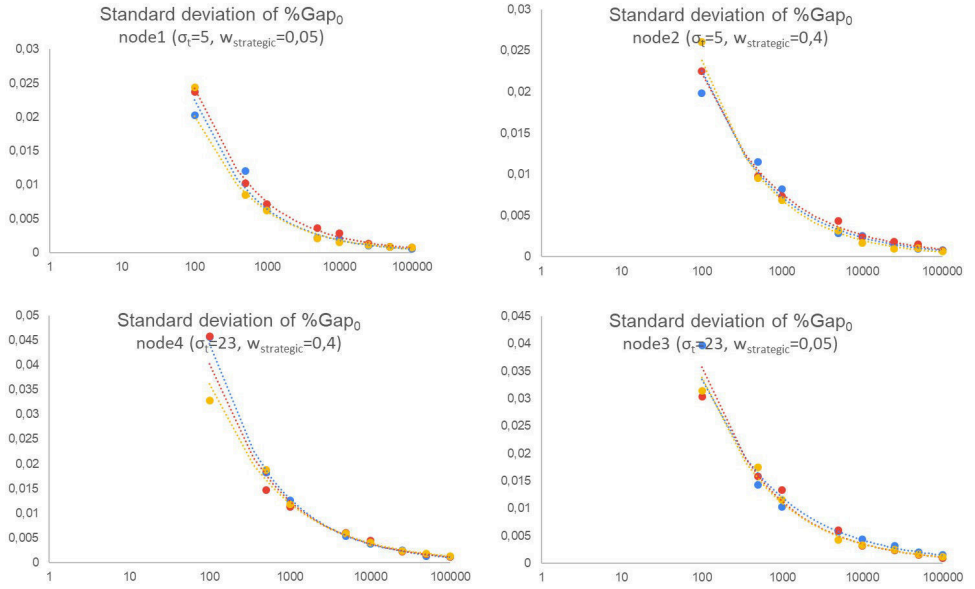 Standard deviation of %Gap₀
node1 (σₜ=5, w_strategic=0,05)
0,03
0,025
0,02
0,015
0,01
0,005
0
1 10 100 1000 10000 100000
Standard deviation of %Gap₀
node2 (σₜ=5, w_strategic=0,4)
0,03
0,025
0,02
0,015
0,01
0,005
0
1 10 100 1000 10000 100000
Standard deviation of %Gap₀
node4 (σₜ=23, w_strategic=0,4)
0,05
0,045
0,04
0,035
0,03
0,025
0,02
0,015
0,01
0,005
0
1 10 100 1000 10000 100000
Standard deviation of %Gap₀
node3 (σₜ=23, w_strategic=0,05)
0,045
0,04
0,035
0,03
0,025
0,02
0,015
0,01
0,005
0
1 10 100 1000 10000 100000